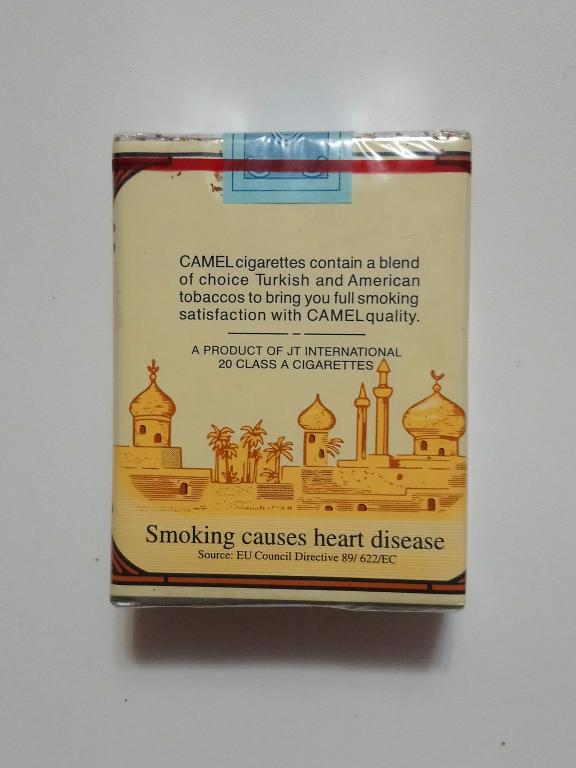 CAMEL cigarettes contain a blend
of choice Turkish and American
tobaccos to bring you full smoking
satisfaction with CAMEL quality.
A PRODUCT OF JT INTERNATIONAL
20 CLASS A CIGARETTES
Smoking causes heart disease
Source: EU Council Directive 89/ 622/EC